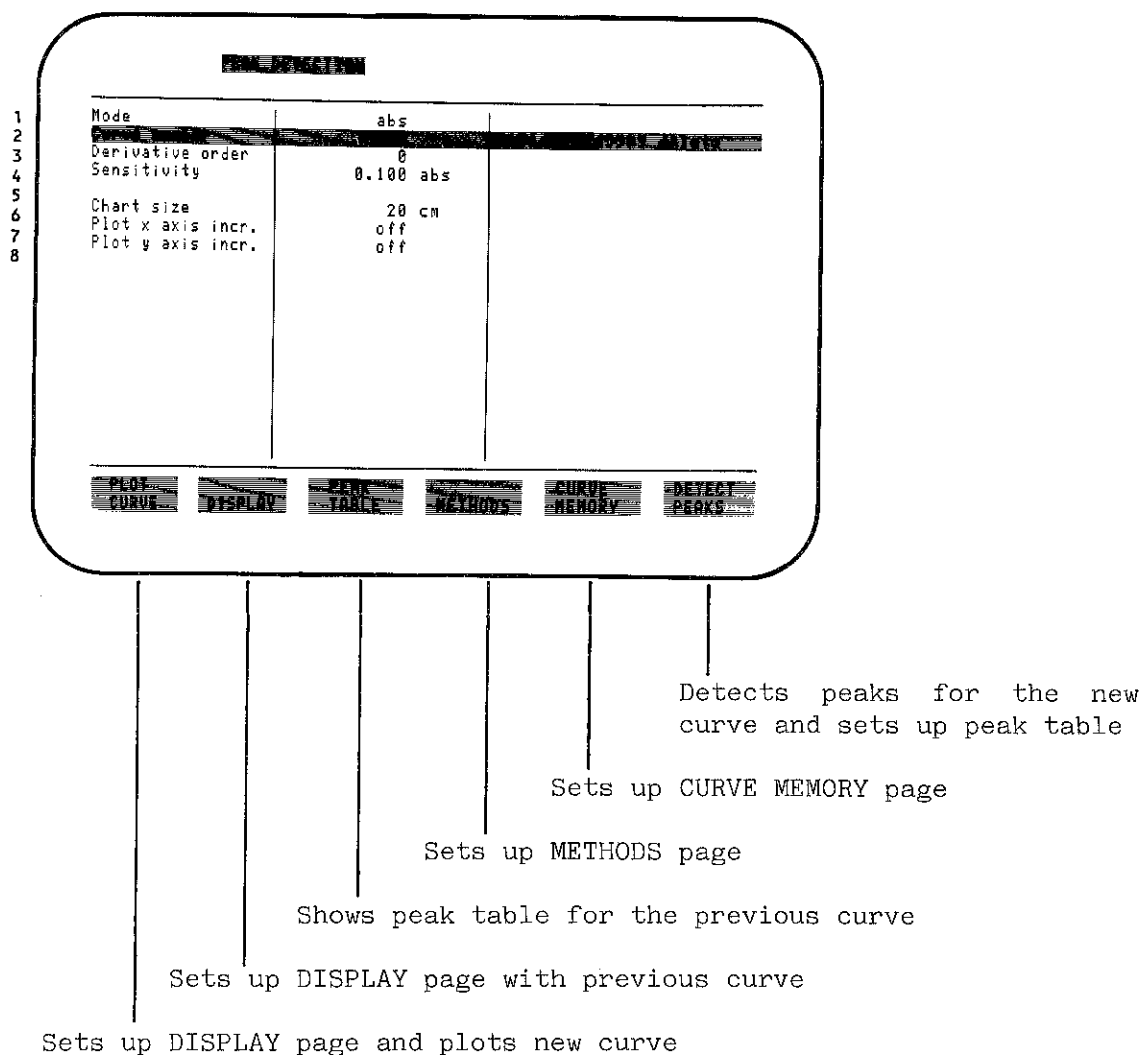 PEAK DETECTION
1 Mode abs
2 Curve number
3 Derivative order 0
4 Sensitivity 0.100 abs
5
6 Chart size 20 cm
7 Plot x axis incr. off
8 Plot y axis incr. off
PLOT CURVE
DISPLAY
PEAK TABLE
METHODS
CURVE MEMORY
DETECT PEAKS
Detects peaks for the new
curve and sets up peak table
Sets up CURVE MEMORY page
Sets up METHODS page
Shows peak table for the previous curve
Sets up DISPLAY page with previous curve
Sets up DISPLAY page and plots new curve